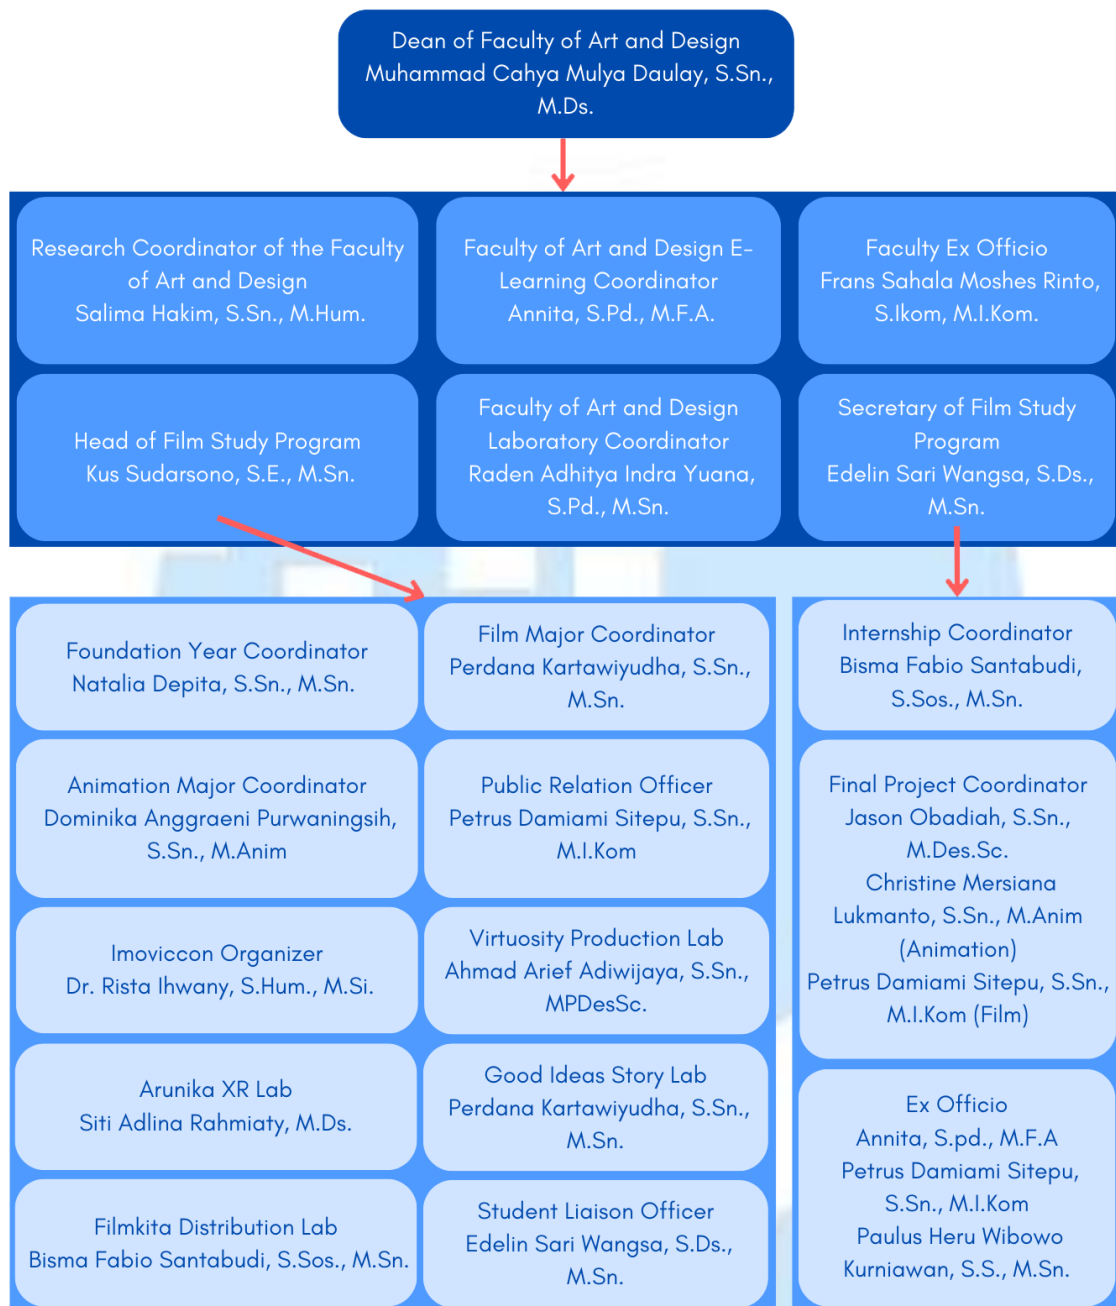 Dean of Faculty of Art and Design
Muhammad Cahya Mulya Daulay, S.Sn.,
M.Ds.
Research Coordinator of the Faculty
of Art and Design
Salima Hakim, S.Sn., M.Hum.
Faculty of Art and Design E-
Learning Coordinator
Annita, S.Pd., M.F.A.
Faculty Ex Officio
Frans Sahala Moshes Rinto,
S.Ikom, M.I.Kom.
Head of Film Study Program
Kus Sudarsono, S.E., M.Sn.
Faculty of Art and Design
Laboratory Coordinator
Raden Adhitya Indra Yuana,
S.Pd., M.Sn.
Secretary of Film Study
Program
Edelin Sari Wangsa, S.Ds.,
M.Sn.
Foundation Year Coordinator
Natalia Depita, S.Sn., M.Sn.
Film Major Coordinator
Perdana Kartawiyudha, S.Sn.,
M.Sn.
Animation Major Coordinator
Dominika Anggraeni Purwaningsih,
S.Sn., M.Anim
Public Relation Officer
Petrus Damiami Sitepu, S.Sn.,
M.I.Kom
Imoviccon Organizer
Dr. Rista Ihwany, S.Hum., M.Si.
Virtuosity Production Lab
Ahmad Arief Adiwijaya, S.Sn.,
MPDesSc.
Arunika XR Lab
Siti Adlina Rahmiaty, M.Ds.
Good Ideas Story Lab
Perdana Kartawiyudha, S.Sn.,
M.Sn.
Filmkita Distribution Lab
Bisma Fabio Santabudi, S.Sos., M.Sn.
Student Liaison Officer
Edelin Sari Wangsa, S.Ds.,
M.Sn.
Internship Coordinator
Bisma Fabio Santabudi,
S.Sos., M.Sn.
Final Project Coordinator
Jason Obadiah, S.Sn.,
M.Des.Sc.
Christine Mersiana
Lukmanto, S.Sn., M.Anim
(Animation)
Petrus Damiami Sitepu, S.Sn.,
M.I.Kom (Film)
Ex Officio
Annita, S.pd., M.F.A
Petrus Damiami Sitepu,
S.Sn., M.I.Kom
Paulus Heru Wibowo
Kurniawan, S.S., M.Sn.